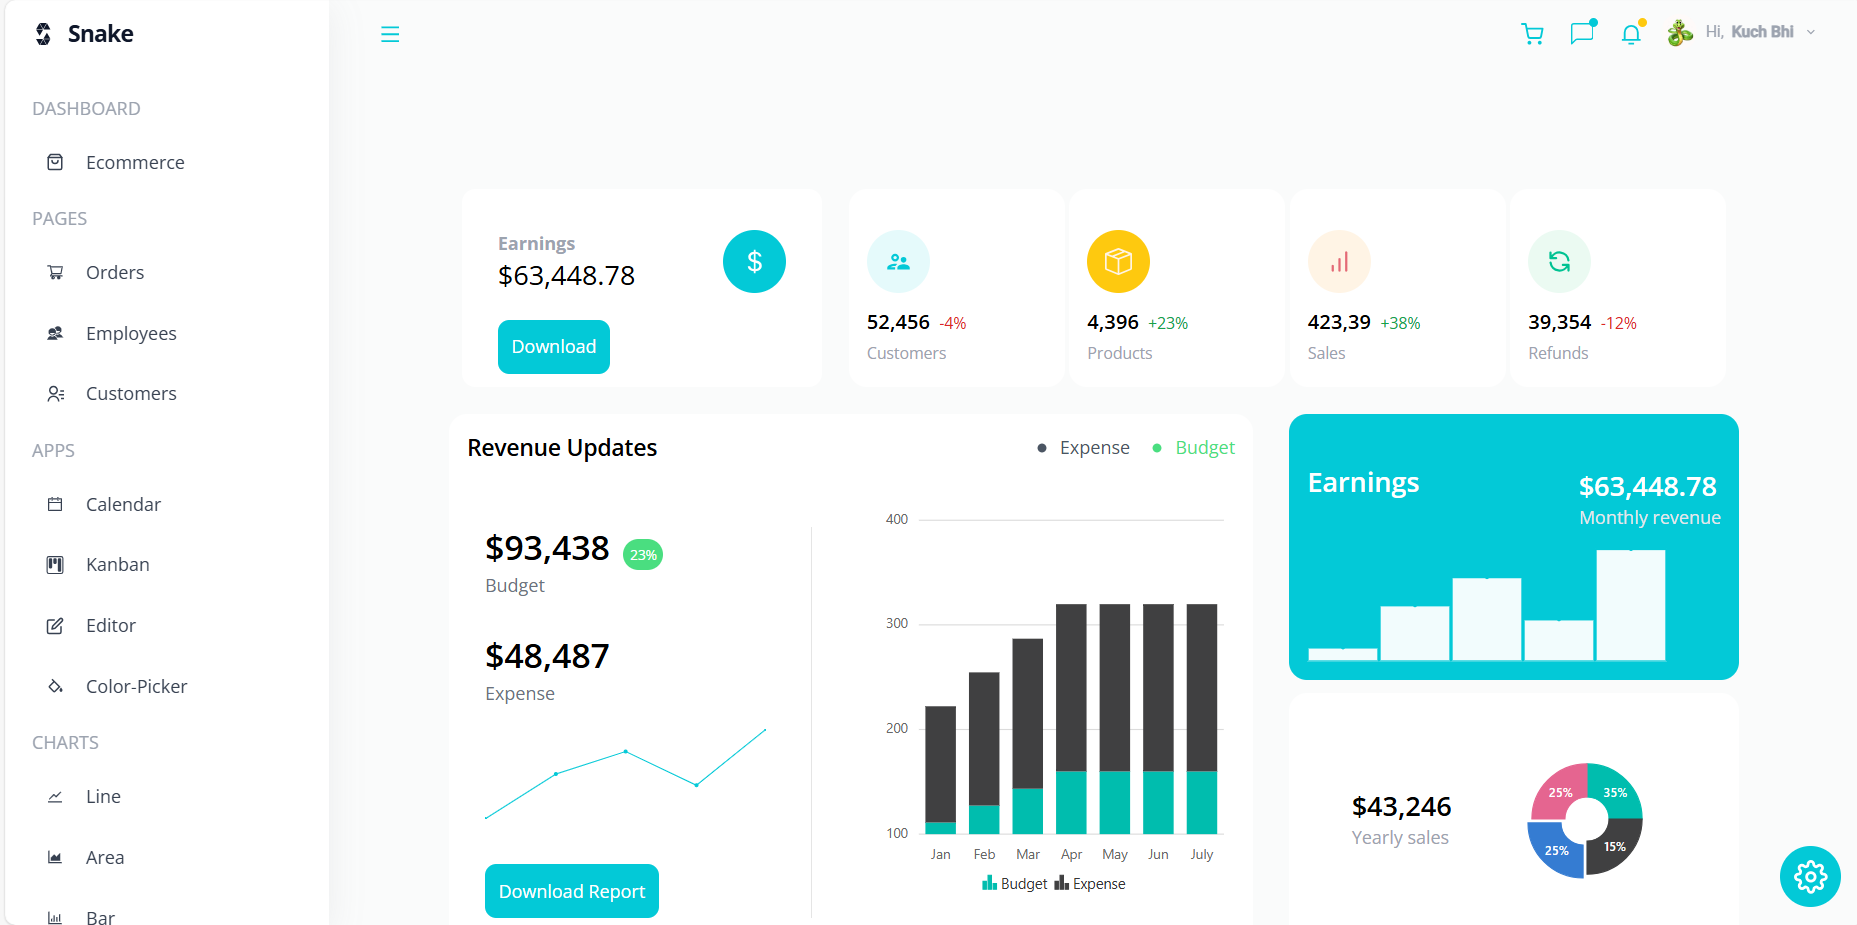 Snake
Hi, Kuch Bhi
DASHBOARD
Ecommerce
PAGES
Orders
Employees
Customers
APPS
Calendar
Kanban
Editor
Color-Picker
CHARTS
Line
Area
Bar
Earnings
$63,448.78
$
Download
52,456 -4%
Customers
4,396 +23%
Products
423,39 +38%
Sales
39,354 -12%
Refunds
Revenue Updates
Expense Budget
$93,438 23%
Budget
$48,487
Expense
Download Report
400
300
200
100
Jan Feb Mar Apr May Jun July
Budget Expense
Earnings
$63,448.78
Monthly revenue
$43,246
Yearly sales
25% 35%
25% 15%